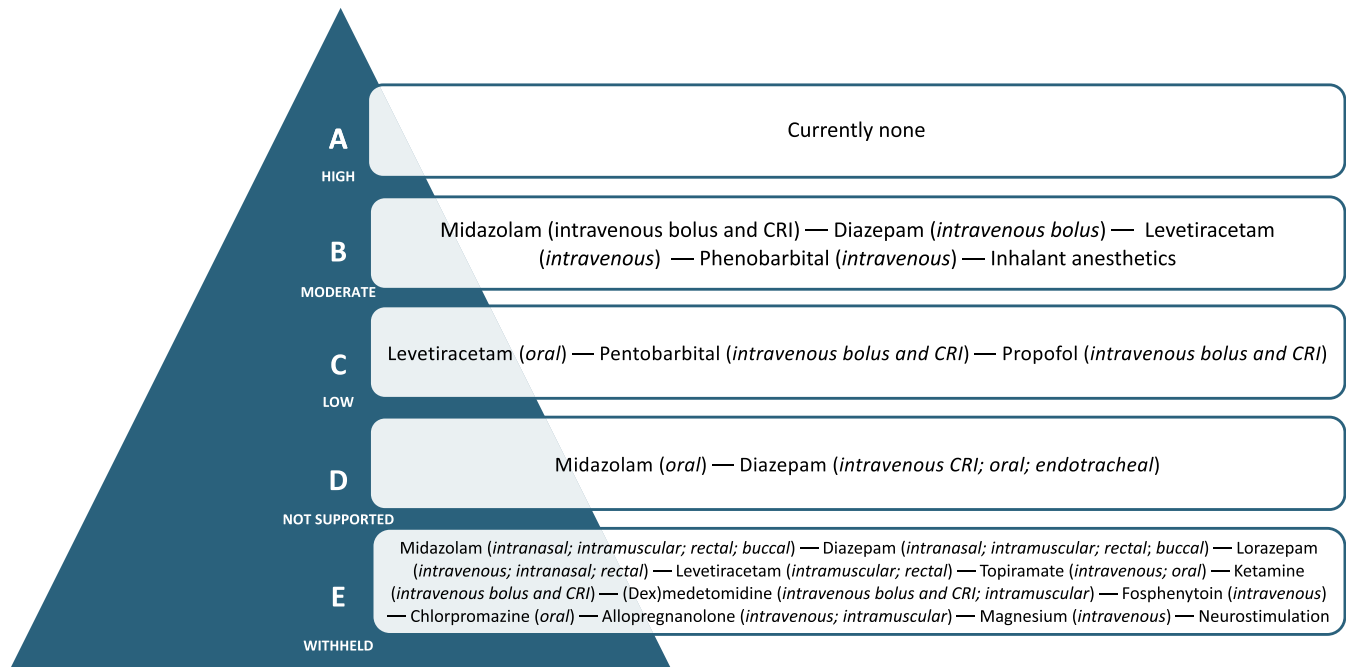 A
HIGH
Currently none
B
MODERATE
Midazolam (intravenous bolus and CRI) — Diazepam (intravenous bolus) — Levetiracetam
(intravenous) — Phenobarbital (intravenous) — Inhalant anesthetics
C
LOW
Levetiracetam (oral) — Pentobarbital (intravenous bolus and CRI) — Propofol (intravenous bolus and CRI)
D
NOT SUPPORTED
Midazolam (oral) — Diazepam (intravenous CRI; oral; endotracheal)
E
WITHHELD
Midazolam (intranasal; intramuscular; rectal; buccal) — Diazepam (intranasal; intramuscular; rectal; buccal) — Lorazepam
(intravenous; intranasal; rectal) — Levetiracetam (intramuscular; rectal) — Topiramate (intravenous; oral) — Ketamine
(intravenous bolus and CRI) — (Dex)medetomidine (intravenous bolus and CRI; intramuscular) — Fosphenytoin (intravenous)
— Chlorpromazine (oral) — Allopregnanolone (intravenous; intramuscular) — Magnesium (intravenous) — Neurostimulation